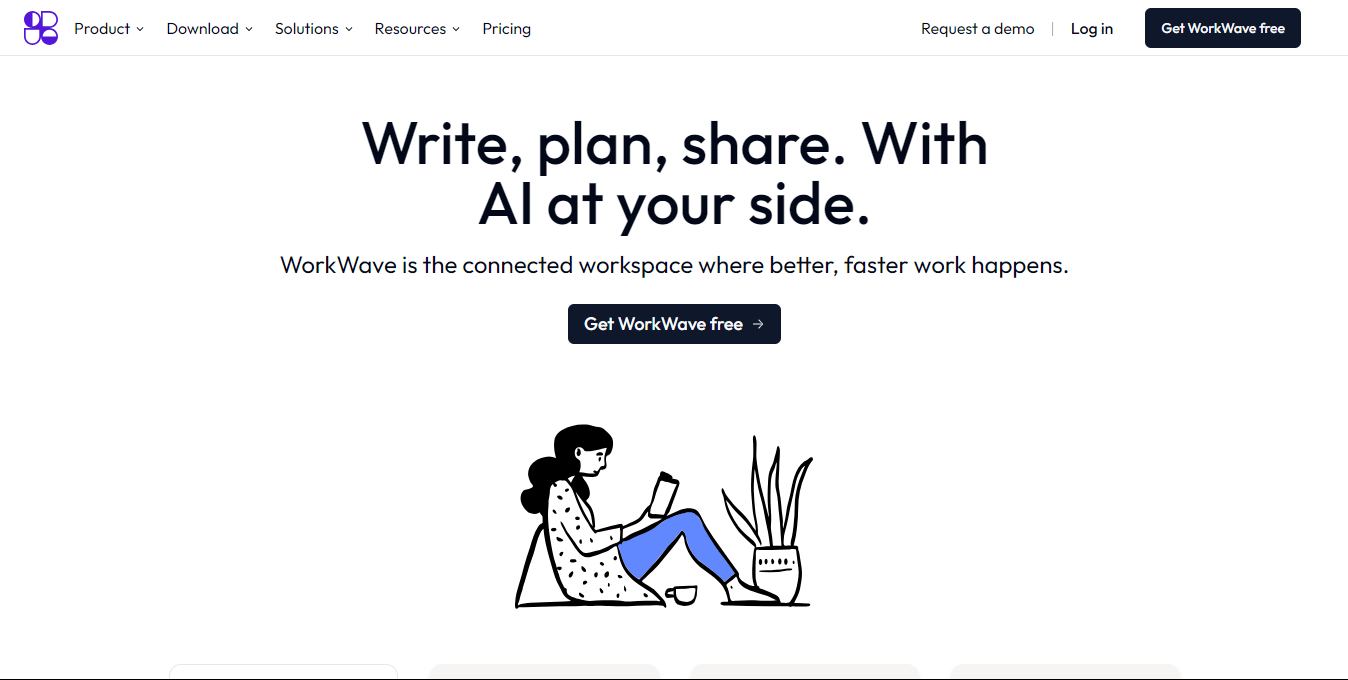 Product Download Solutions Resources Pricing Request a demo Log in Get WorkWave free
Write, plan, share. With
AI at your side.
WorkWave is the connected workspace where better, faster work happens.
Get WorkWave free →